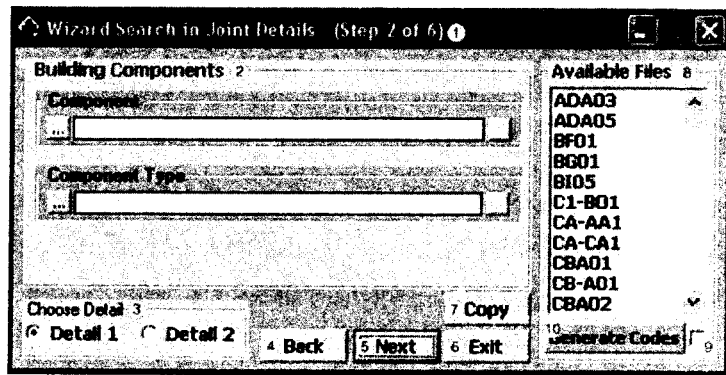 Wizard Search in Joint Details (Step 2 of 6) 1
Building Components 2
Component
...
Component Type
...
Choose Detail 3
Detail 1
Detail 2
4 Back
5 Next
7 Copy
6 Exit
Available Files 8
ADA03
ADA05
BF01
BG01
BI05
C1-B01
CA-AA1
CA-CA1
CBA01
CB-A01
CBA02
10 Generate Codes
9